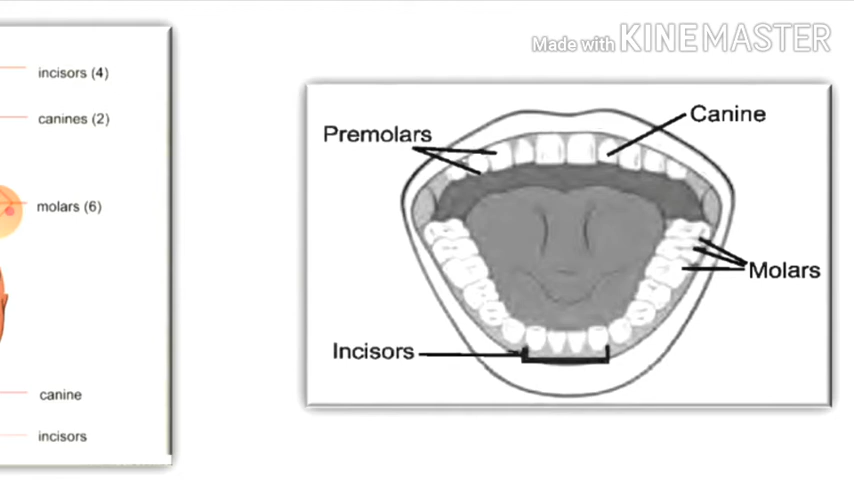 Made with KINEMASTER
incisors (4)
canines (2)
molars (6)
canine
incisors
Canine
Premolars
Molars
Incisors